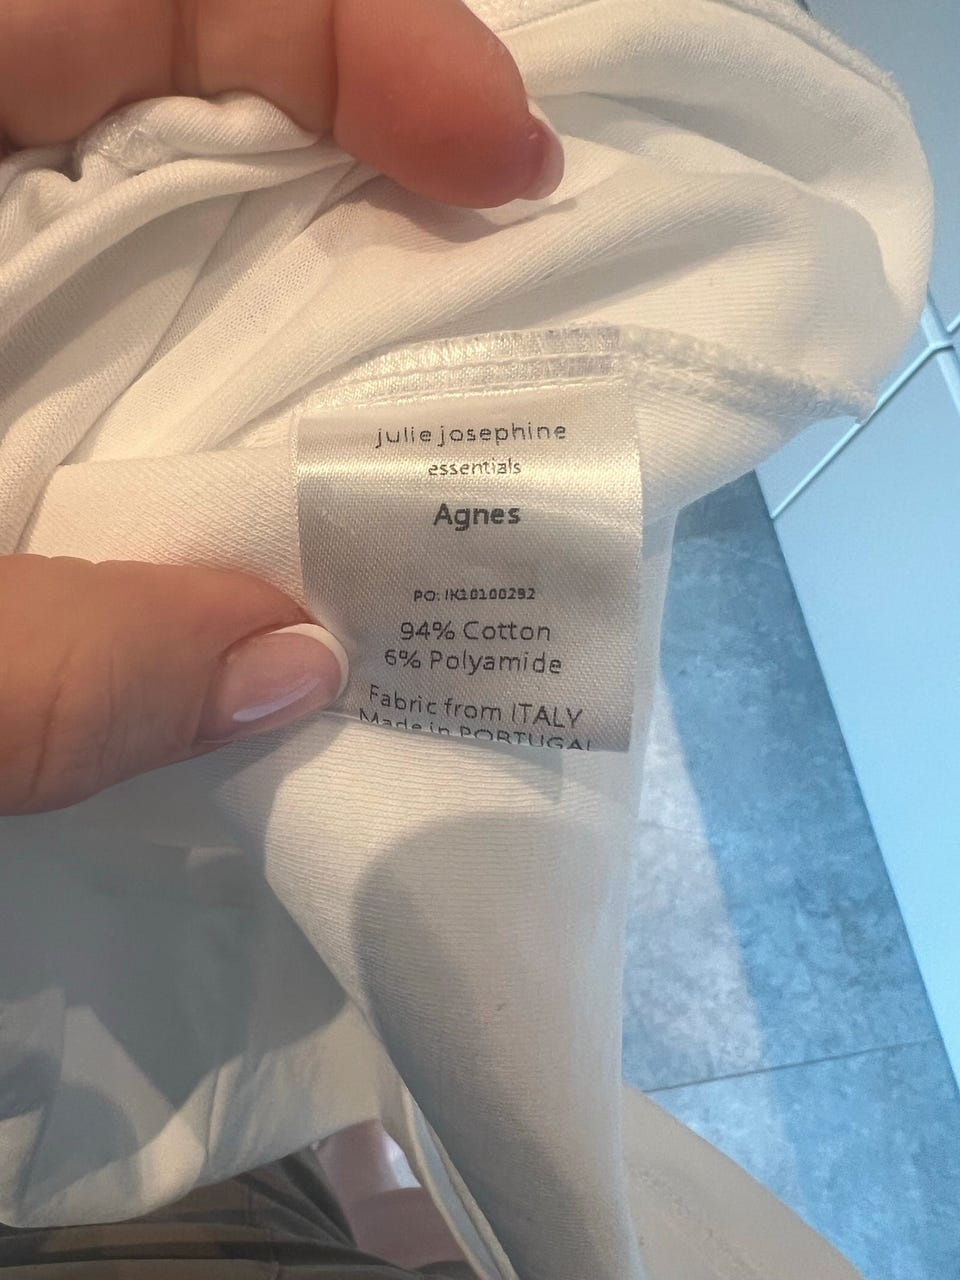 julie josephine
essentials
Agnes
PO: IK10100292
94% Cotton
6% Polyamide
Fabric from ITALY
Made in PORTUGAL